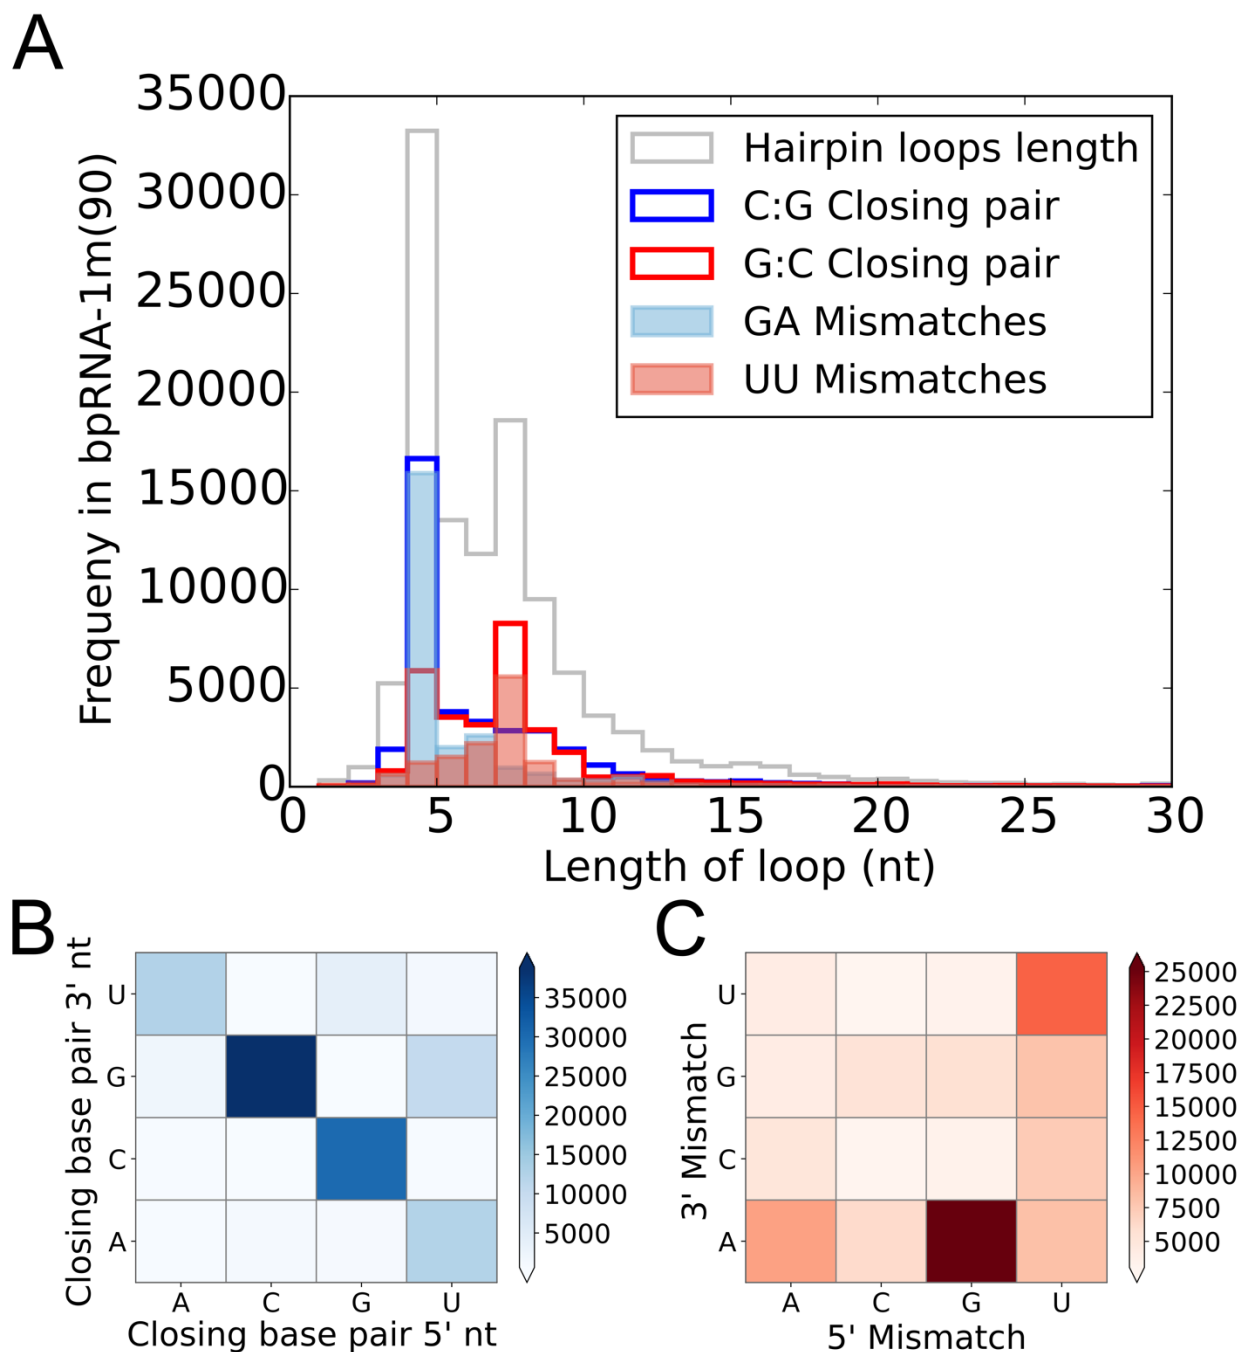 A
Frequeny in bpRNA-1m(90)
35000
30000
25000
20000
15000
10000
5000
0
Hairpin loops length
C:G Closing pair
G:C Closing pair
GA Mismatches
UU Mismatches
0 5 10 15 20 25 30
Length of loop (nt)
B
Closing base pair 3' nt
U
G
C
A
A C G U
Closing base pair 5' nt
35000
30000
25000
20000
15000
10000
5000
C
3' Mismatch
U
G
C
A
A C G U
5' Mismatch
25000
22500
20000
17500
15000
12500
10000
7500
5000